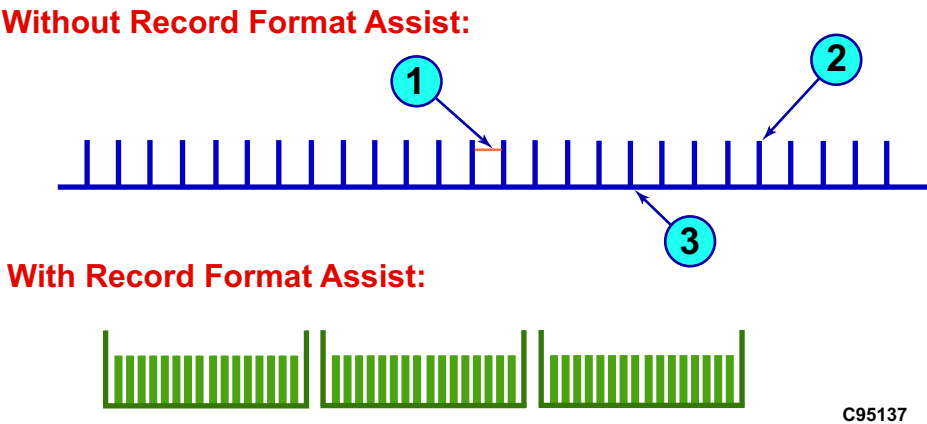 Without Record Format Assist:
1
2
3
With Record Format Assist:
C95137